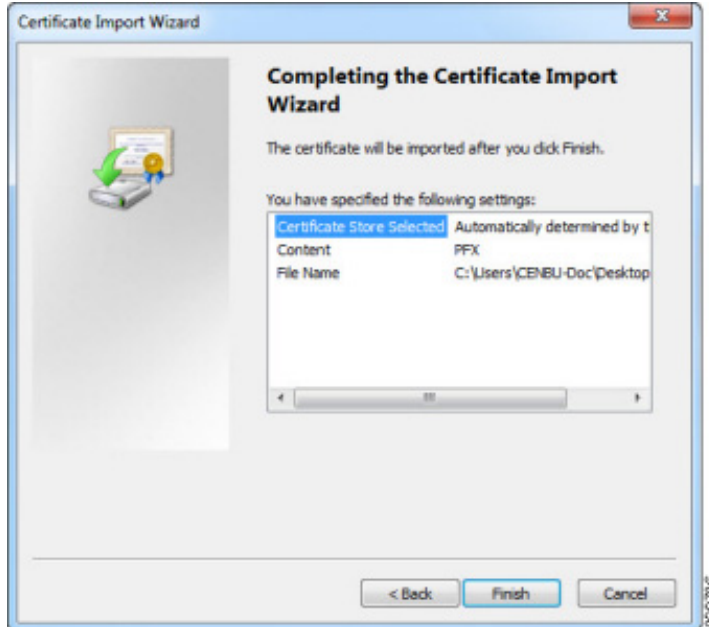 Certificate Import Wizard
Completing the Certificate Import
Wizard
The certificate will be imported after you click Finish.
You have specified the following settings:
Certificate Store Selected Automatically determined by t
Content PFX
File Name C:\Users\CENBU-Doc\Desktop
< Back Finish Cancel